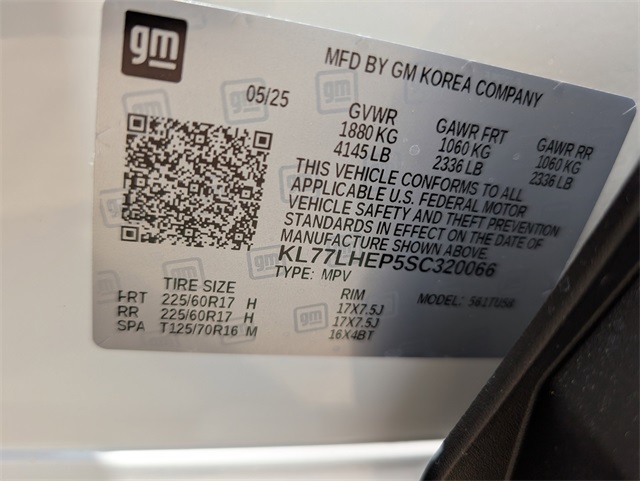 gm
MFD BY GM KOREA COMPANY
05/25
GVWR GAWR FRT GAWR RR
1880 KG 1060 KG 1060 KG
4145 LB 2336 LB 2336 LB
THIS VEHICLE CONFORMS TO ALL
APPLICABLE U.S. FEDERAL MOTOR
VEHICLE SAFETY AND THEFT PREVENTION
STANDARDS IN EFFECT ON THE DATE OF
MANUFACTURE SHOWN ABOVE.
KL77LHEP5SC320066
TYPE: MPV
TIRE SIZE RIM MODEL:
FRT 225/60R17 H 17X7.5J
RR 225/60R17 H 17X7.5J
SPA T125/70R16 M 16X4BT